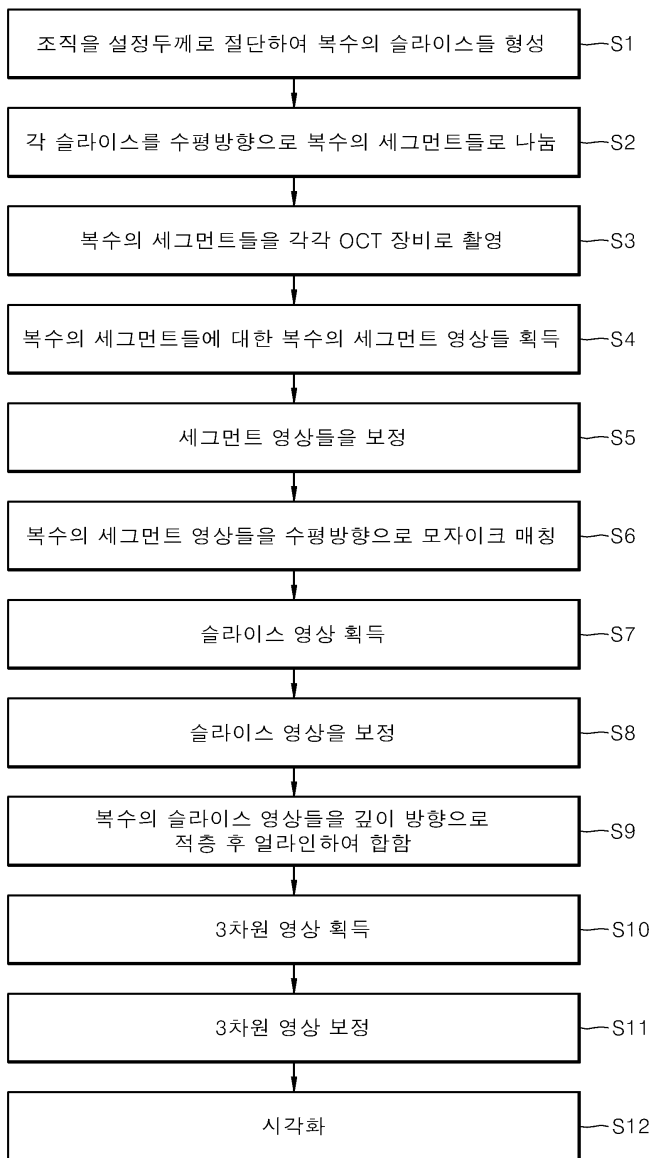 조직을 설정두께로 절단하여 복수의 슬라이스들 형성 S1
각 슬라이스를 수평방향으로 복수의 세그먼트들로 나눔 S2
복수의 세그먼트들을 각각 OCT 장비로 촬영 S3
복수의 세그먼트들에 대한 복수의 세그먼트 영상들 획득 S4
세그먼트 영상들을 보정 S5
복수의 세그먼트 영상들을 수평방향으로 모자이크 매칭 S6
슬라이스 영상 획득 S7
슬라이스 영상을 보정 S8
복수의 슬라이스 영상들을 깊이 방향으로
적층 후 얼라인하여 합함 S9
3차원 영상 획득 S10
3차원 영상 보정 S11
시각화 S12